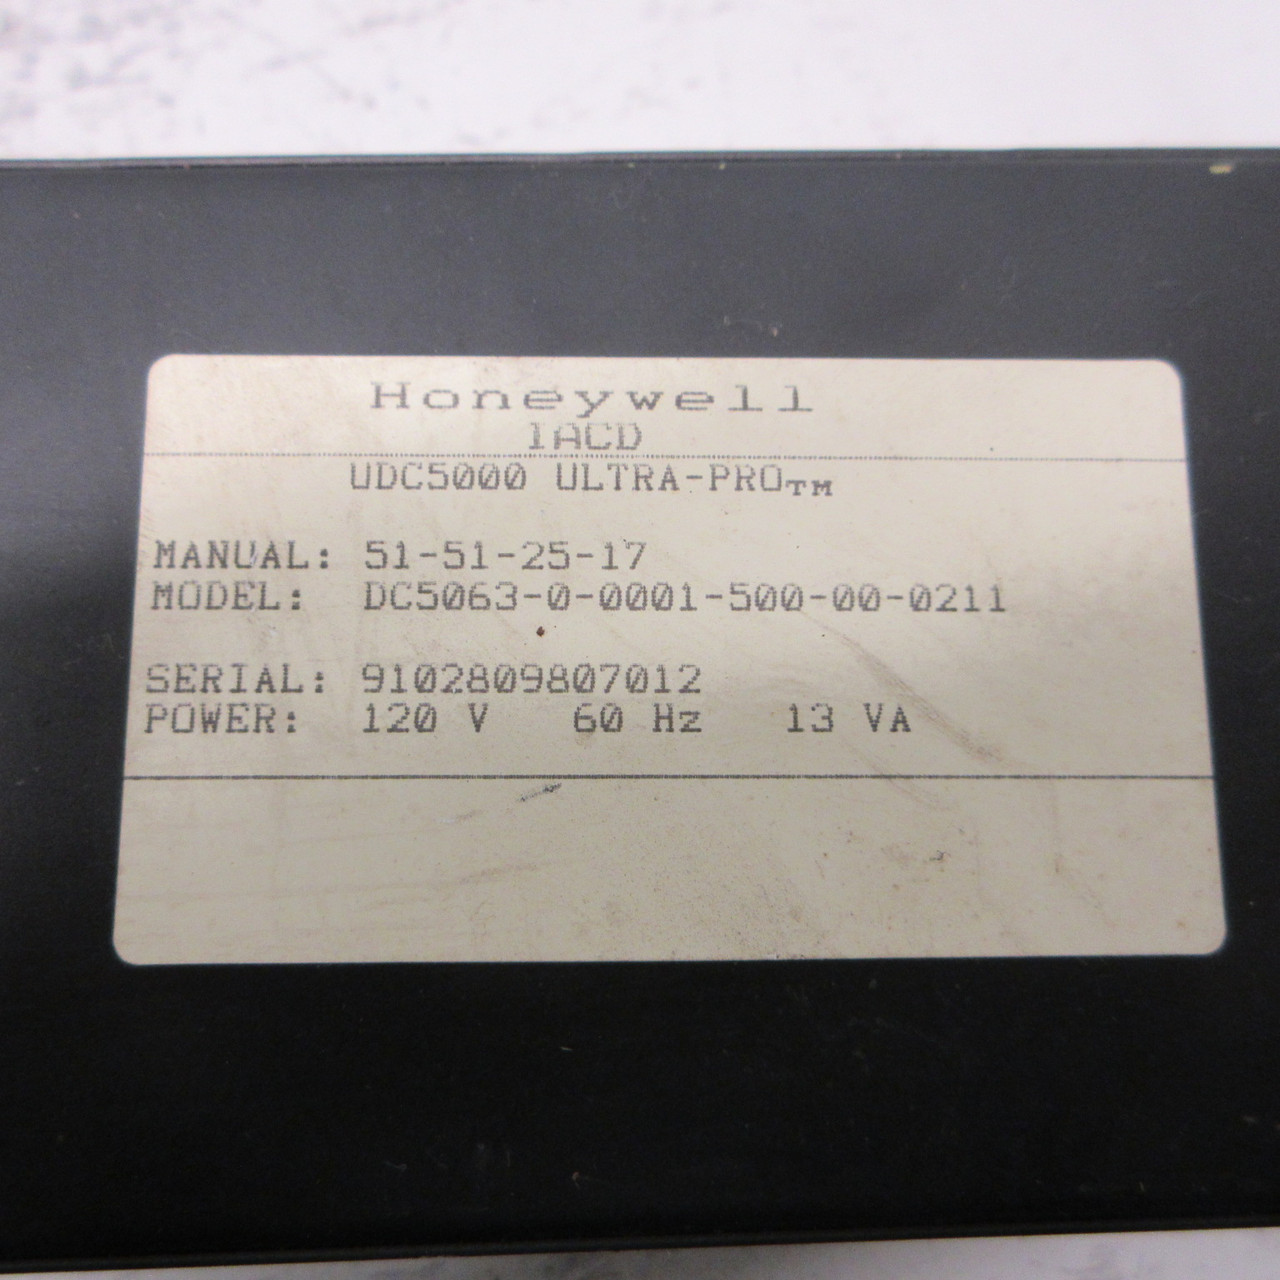 Honeywell
IACD
UDC5000 ULTRA-PRO™
MANUAL: 51-51-25-17
MODEL: DC5063-0-0001-500-00-0211
SERIAL: 9102809807012
POWER: 120 V 60 Hz 13 VA